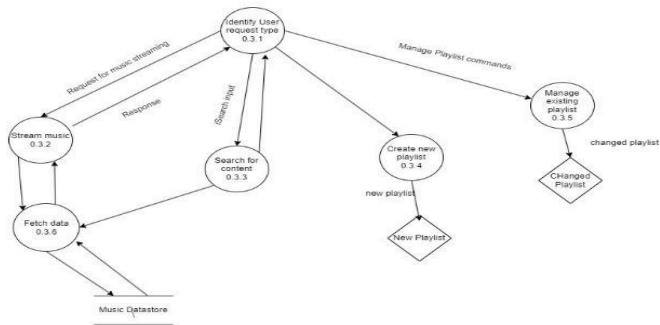 Identify User
request type
0.3.1
Request for music streaming
Response
Search input
Manage Playlist commands
Manage
existing
playlist
0.3.5
changed playlist
CHanged
Playlist
Stream music
0.3.2
Search for
content
0.3.3
Create new
playlist
0.3.4
new playlist
New Playlist
Fetch data
0.3.6
Music Datastore